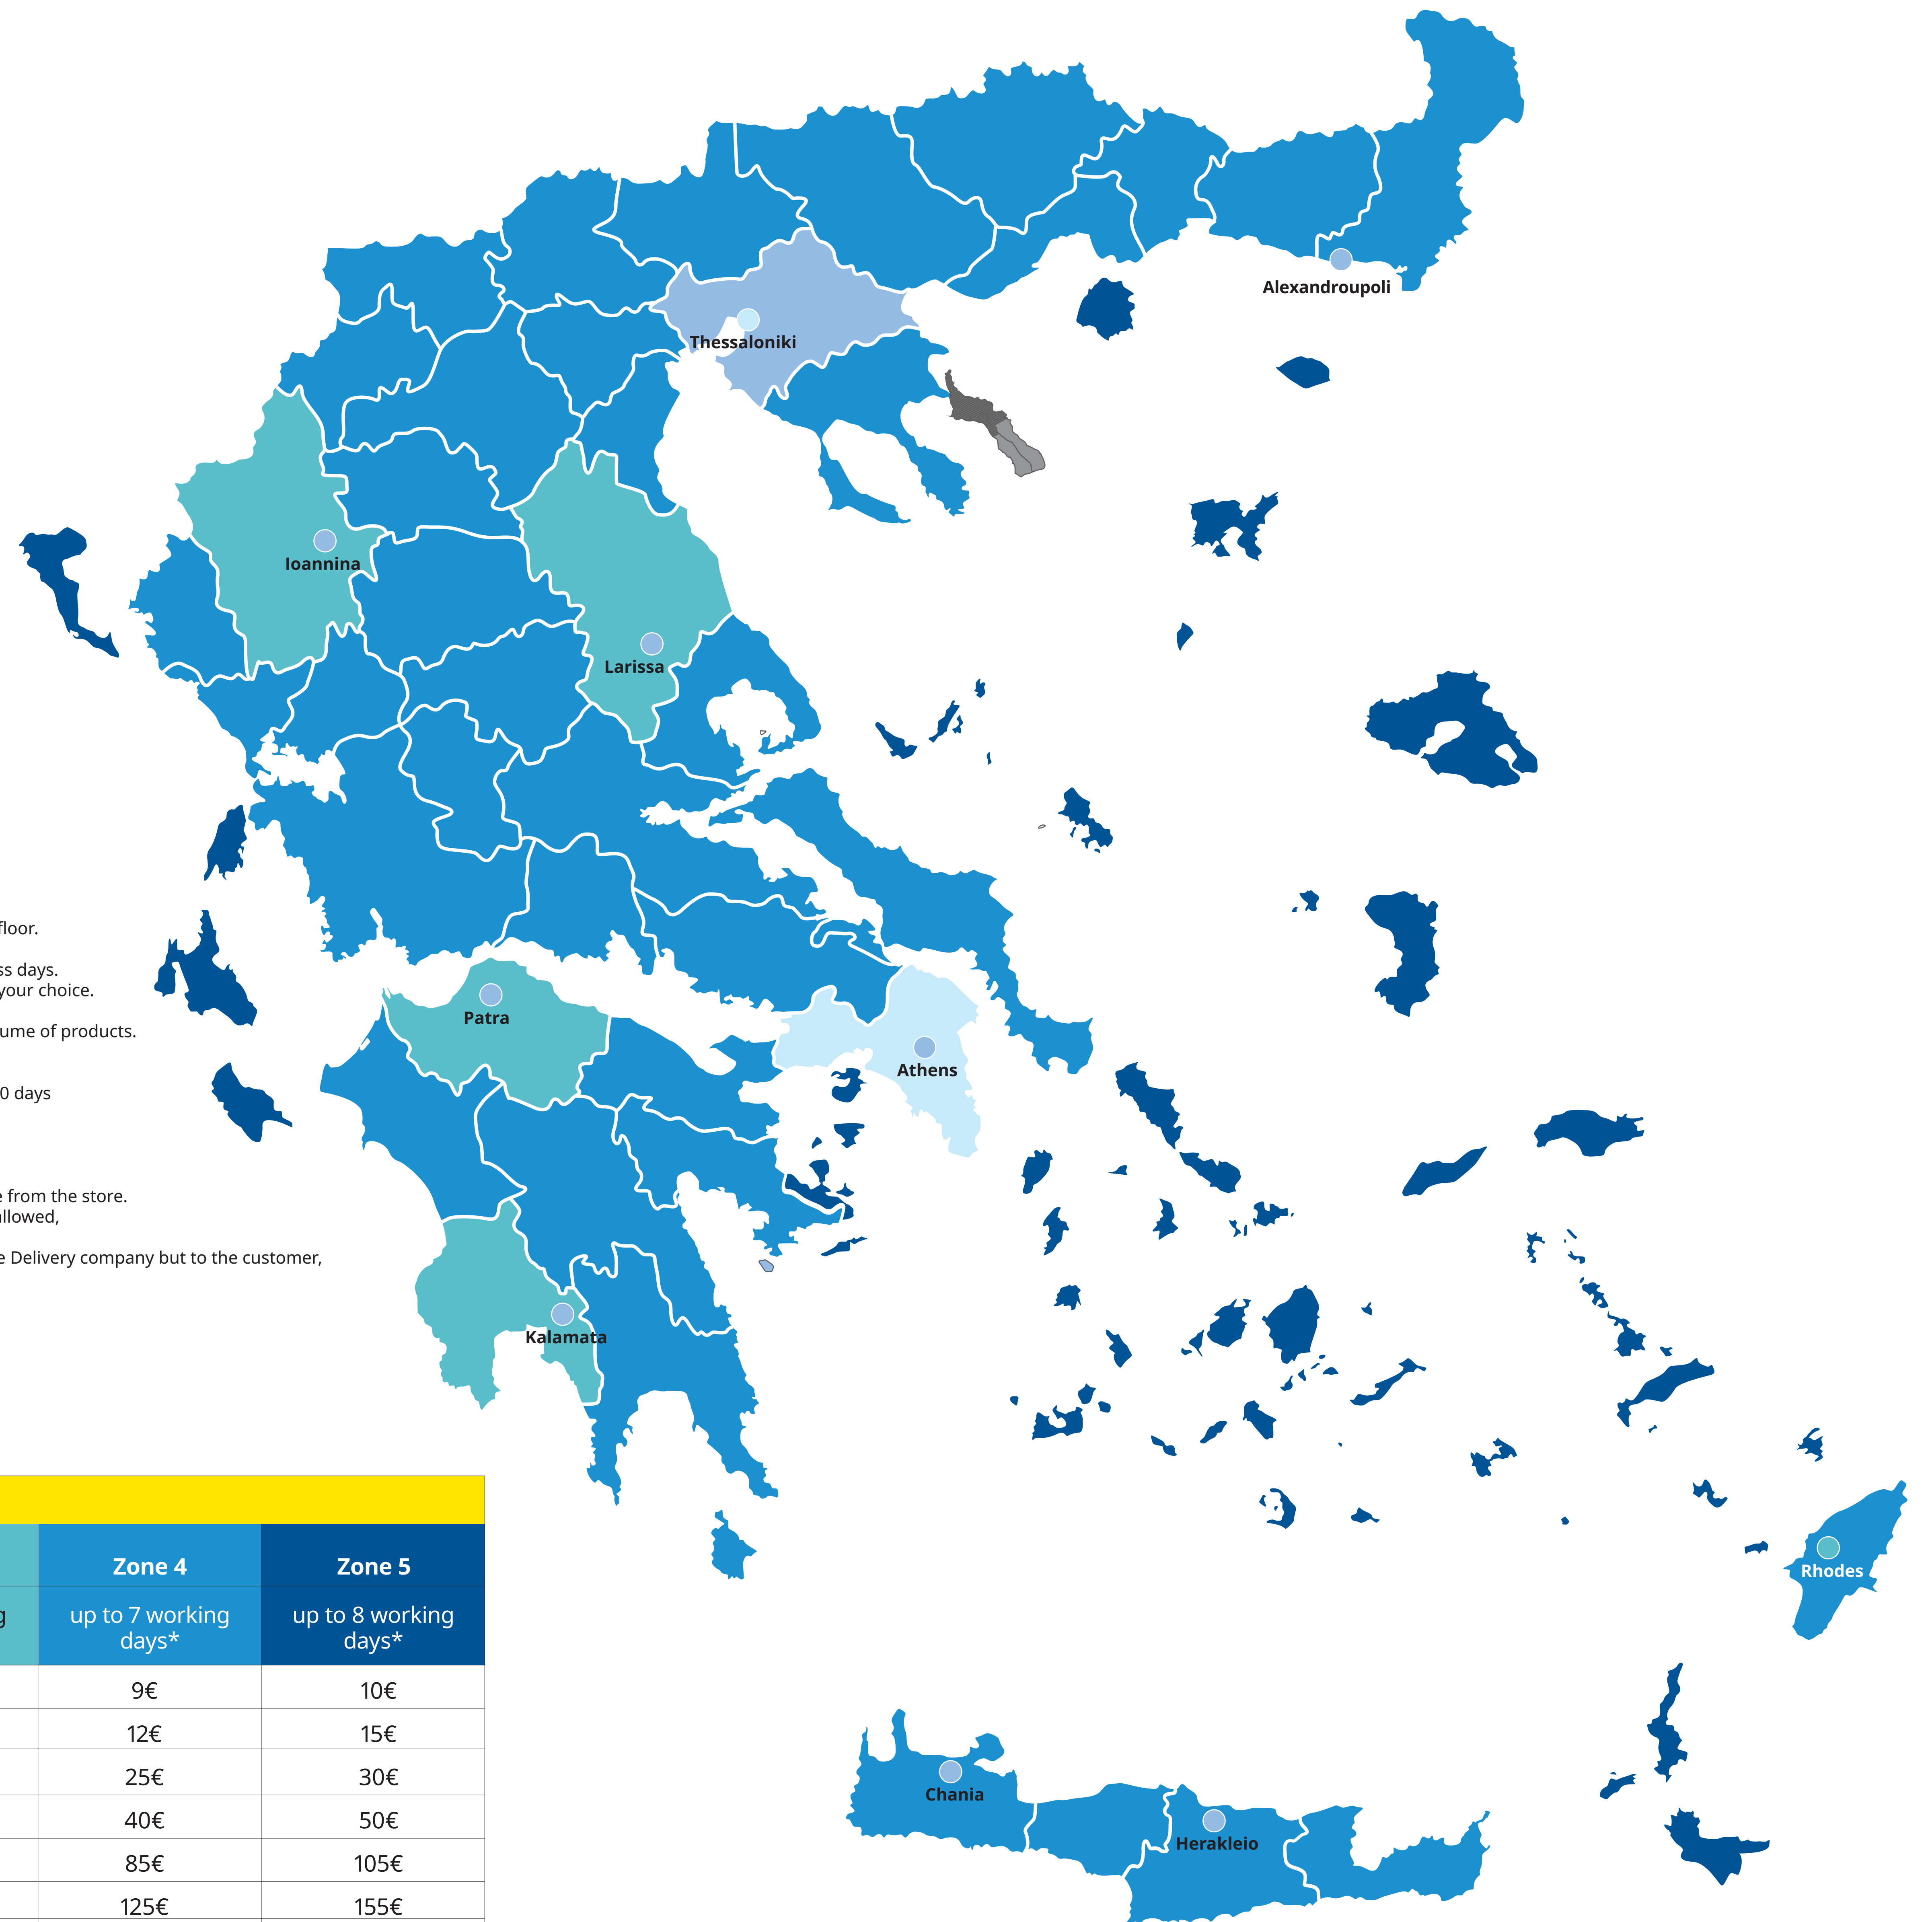 Alexandroupoli
Thessaloniki
Ioannina
Larissa
floor.
ss days.
your choice.
Patra
ume of products.
Athens
0 days
e from the store.
allowed,
e Delivery company but to the customer,
Kalamata
Zone 4
Zone 5
Rhodes
g
up to 7 working
days*
up to 8 working
days*
9€
10€
12€
15€
25€
30€
Chania
40€
50€
Herakleio
85€
105€
125€
155€